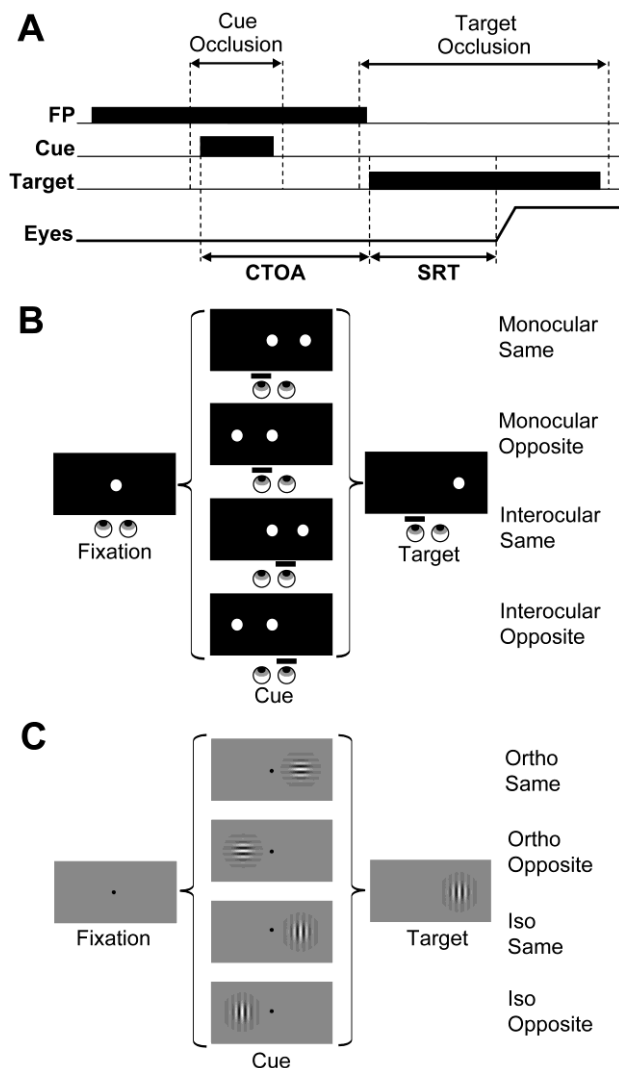 A
Cue
Occlusion
Target
Occlusion
FP
Cue
Target
Eyes
CTOA
SRT
B
Monocular
Same
Monocular
Opposite
Interocular
Same
Interocular
Opposite
Fixation
Target
Cue
C
Ortho
Same
Ortho
Opposite
Iso
Same
Iso
Opposite
Fixation
Target
Cue